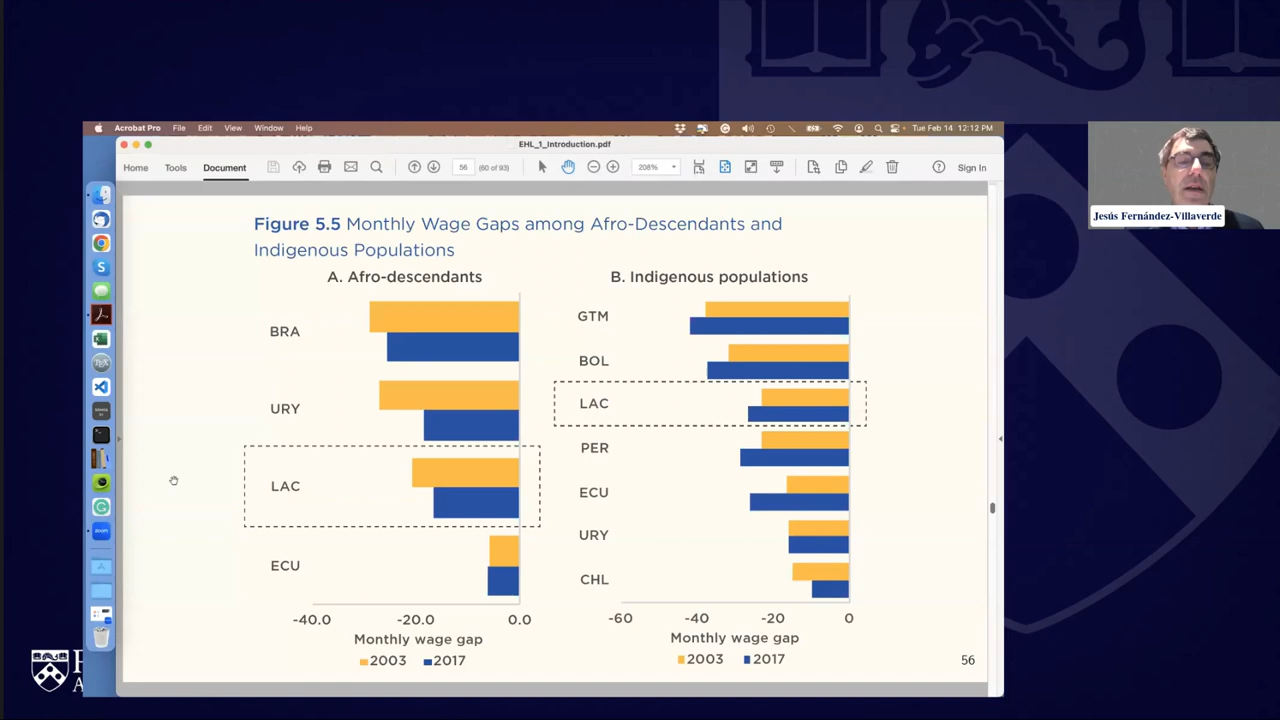 Acrobat Pro File Edit View Window Help
Tue Feb 14 12:12 PM
EHL_1_Introduction.pdf
Home Tools Document
56 (60 of 93)
208%
Sign In
Jesús Fernández-Villaverde
Figure 5.5 Monthly Wage Gaps among Afro-Descendants and
Indigenous Populations
A. Afro-descendants
BRA
URY
LAC
ECU
-40.0 -20.0 0.0
Monthly wage gap
2003 2017
B. Indigenous populations
GTM
BOL
LAC
PER
ECU
URY
CHL
-60 -40 -20 0
Monthly wage gap
2003 2017
56